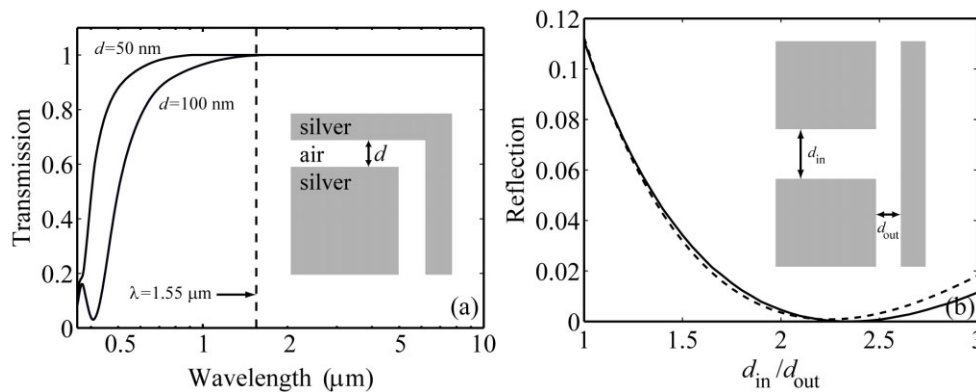 1
0.8
0.6
0.4
0.2
0
Transmission
d=50 nm
d=100 nm
silver
air
d
silver
λ=1.55 μm
(a)
0.5
1
2
5
10
Wavelength (μm)
0.12
0.1
0.08
0.06
0.04
0.02
0
Reflection
d_in
d_out
(b)
1
1.5
2
2.5
3
d_in/d_out